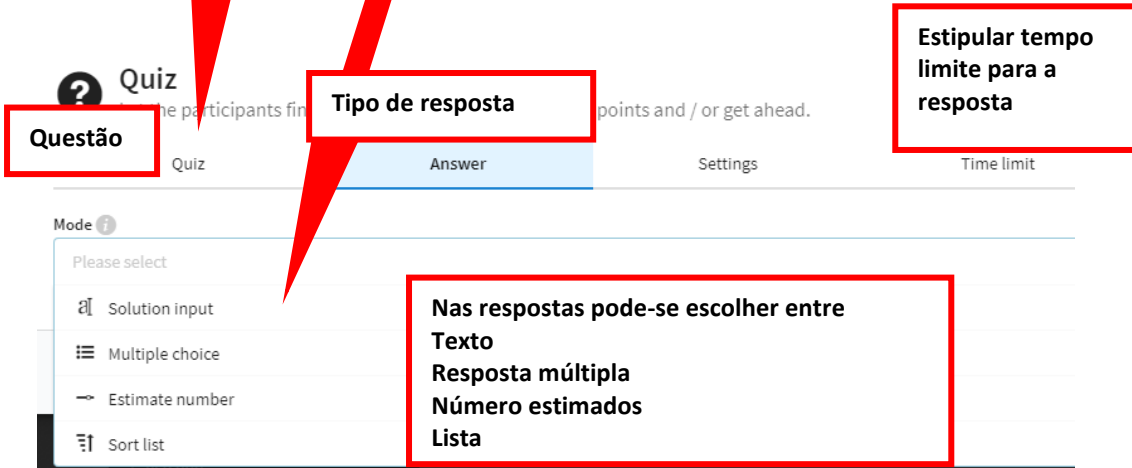 Estipular tempo
limite para a
resposta
Quiz
Tipo de resposta
the participants
points and / or get ahead.
Questão
Quiz
Answer
Settings
Time limit
Mode
Please select
Solution input
Multiple choice
Estimate number
Sort list
Nas respostas pode-se escolher entre
Texto
Resposta múltipla
Número estimados
Lista